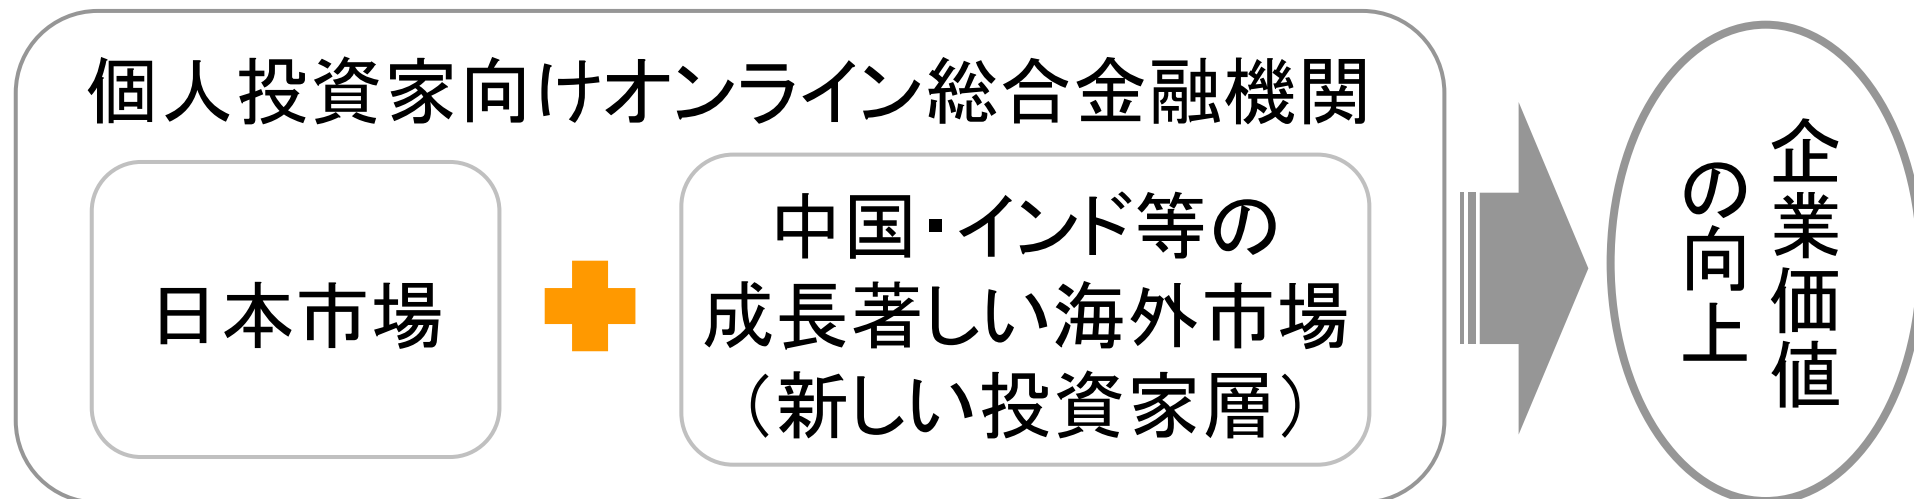 個人投資家向けオンライン総合金融機関
日本市場
中国・インド等の
成長著しい海外市場
（新しい投資家層）
企業価値
の向上